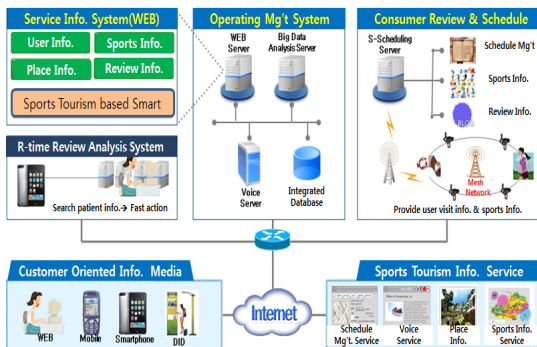 Service Info. System(WEB)
User Info.
Sports Info.
Place Info.
Review Info.
Sports Tourism based Smart
R-time Review Analysis System
Search patient info.→ Fast action
Operating Mg't System
WEB
Server
Big Data
Analysis Server
Voice
Server
Integrated
Database
Consumer Review & Schedule
S-Scheduling
Server
Schedule Mg't
Sports Info.
Review Info.
BLOG
Mesh
Network
Provide user visit info. & sports Info.
Customer Oriented Info. Media
WEB
Mobile
Smartphone
DID
Internet
Sports Tourism Info. Service
Schedule
Mg't. Service
Voice
Service
Place
Info.
Sports Info.
Service